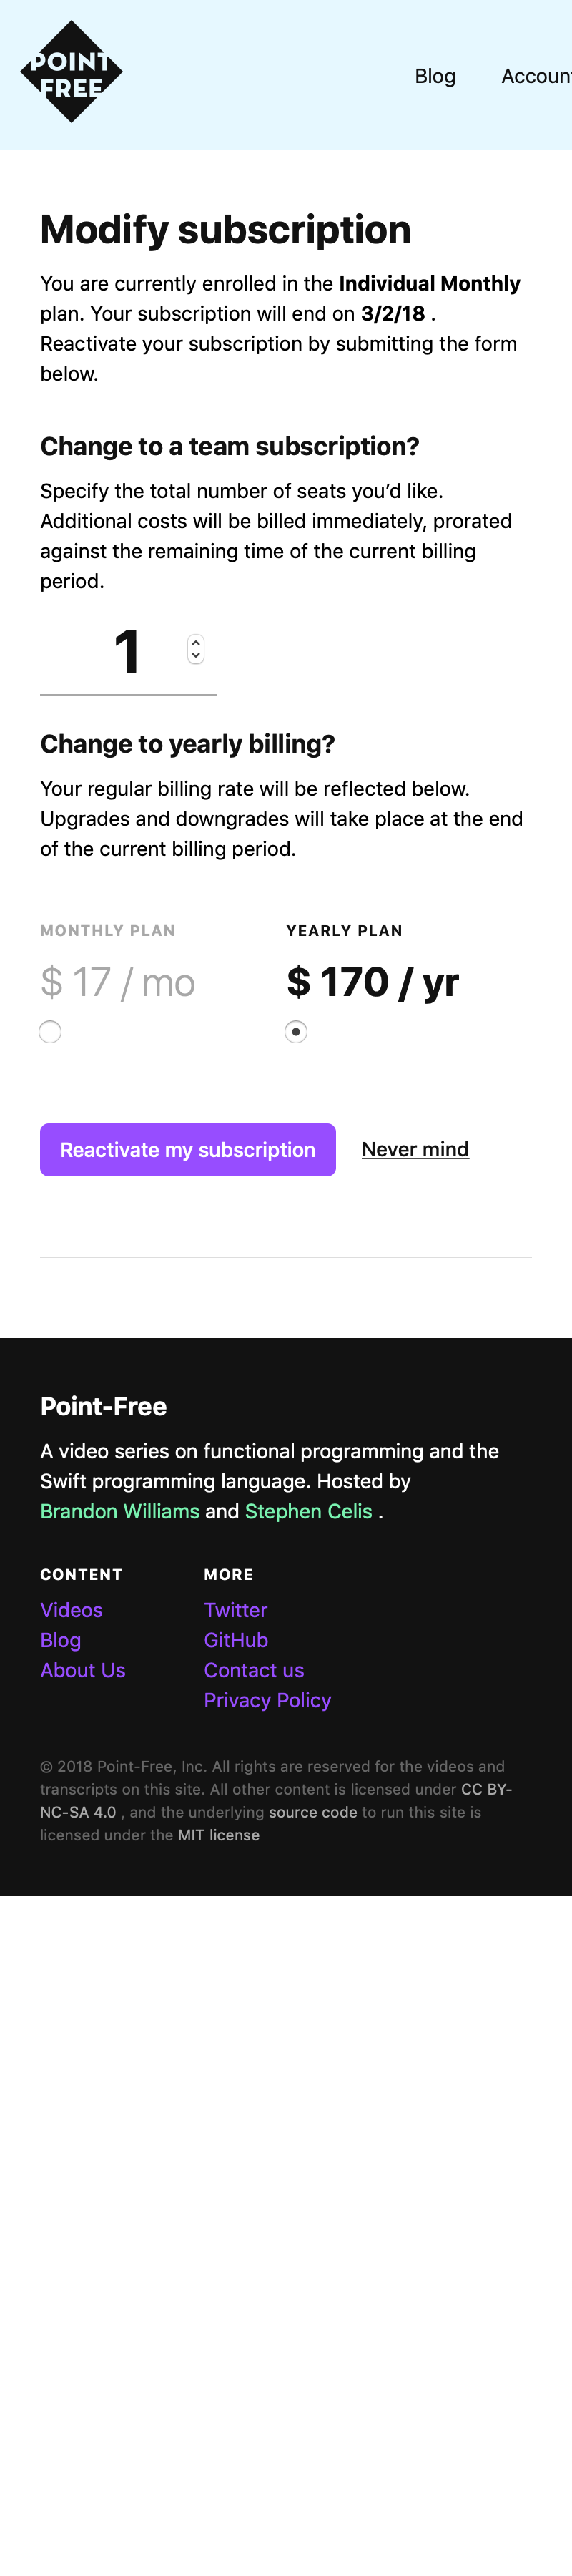 POINT
FREE
Blog
Accoun
Modify subscription
You are currently enrolled in the Individual Monthly
plan. Your subscription will end on 3/2/18 .
Reactivate your subscription by submitting the form
below.
Change to a team subscription?
Specify the total number of seats you’d like.
Additional costs will be billed immediately, prorated
against the remaining time of the current billing
period.
1
Change to yearly billing?
Your regular billing rate will be reflected below.
Upgrades and downgrades will take place at the end
of the current billing period.
MONTHLY PLAN
$ 17 / mo
YEARLY PLAN
$ 170 / yr
Reactivate my subscription
Never mind
Point-Free
A video series on functional programming and the
Swift programming language. Hosted by
Brandon Williams and Stephen Celis .
CONTENT
Videos
Blog
About Us
MORE
Twitter
GitHub
Contact us
Privacy Policy
© 2018 Point-Free, Inc. All rights are reserved for the videos and
transcripts on this site. All other content is licensed under CC BY-
NC-SA 4.0 , and the underlying source code to run this site is
licensed under the MIT license